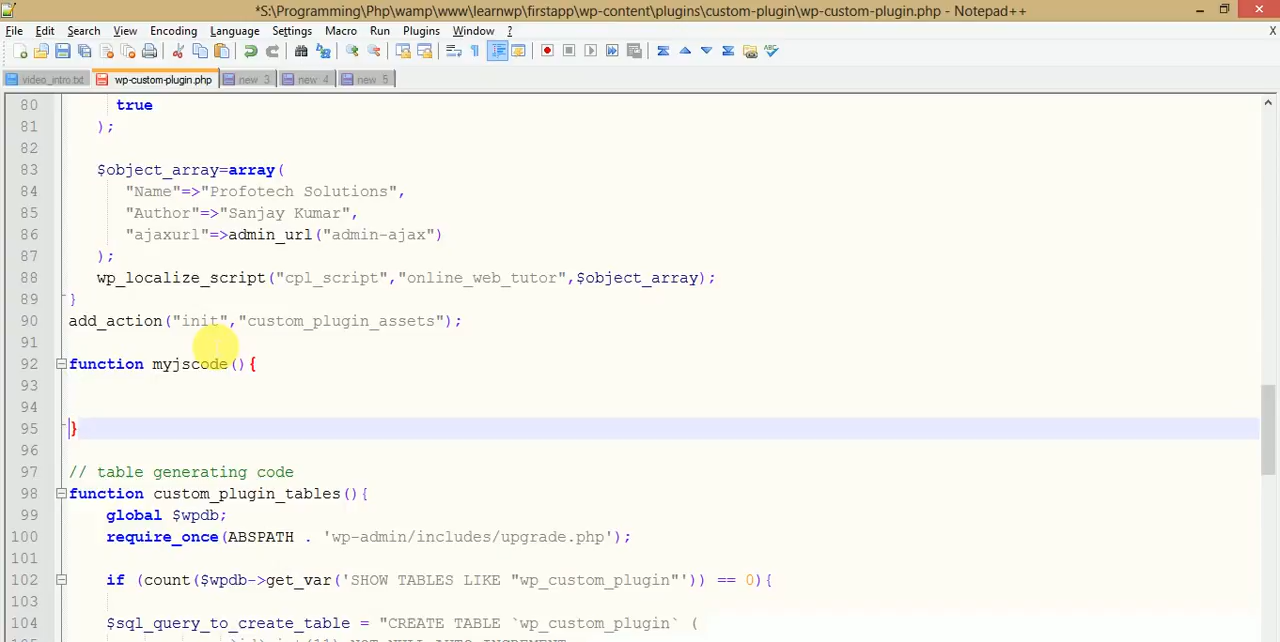 *S:\Programming\Php\wamp\www\learnwp\firstapp\wp-content\plugins\custom-plugin\wp-custom-plugin.php - Notepad++
File Edit Search View Encoding Language Settings Macro Run Plugins Window ? X
video_intro.txt wp-custom-plugin.php new 3 new 4 new 5
80 true
81 );
82
83 $object_array=array(
84 "Name"=>"Profotech Solutions",
85 "Author"=>"Sanjay Kumar",
86 "ajaxurl"=>admin_url("admin-ajax")
87 );
88 wp_localize_script("cpl_script","online_web_tutor",$object_array);
89 }
90 add_action("init","custom_plugin_assets");
91
92 function myjscode(){
93
94
95 }
96
97 // table generating code
98 function custom_plugin_tables(){
99 global $wpdb;
100 require_once(ABSPATH . 'wp-admin/includes/upgrade.php');
101
102 if (count($wpdb->get_var('SHOW TABLES LIKE "wp_custom_plugin"')) == 0){
103
104 $sql_query_to_create_table = "CREATE TABLE `wp_custom_plugin` (